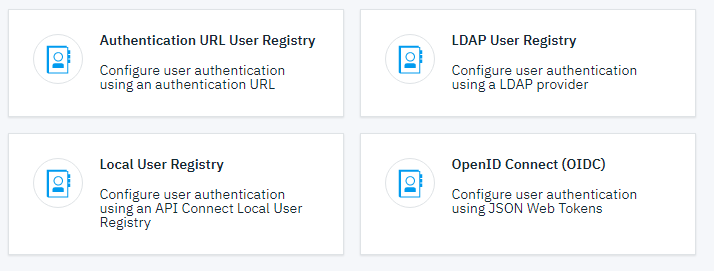 Authentication URL User Registry
Configure user authentication
using an authentication URL
LDAP User Registry
Configure user authentication
using a LDAP provider
Local User Registry
Configure user authentication
using an API Connect Local User
Registry
OpenID Connect (OIDC)
Configure user authentication
using JSON Web Tokens